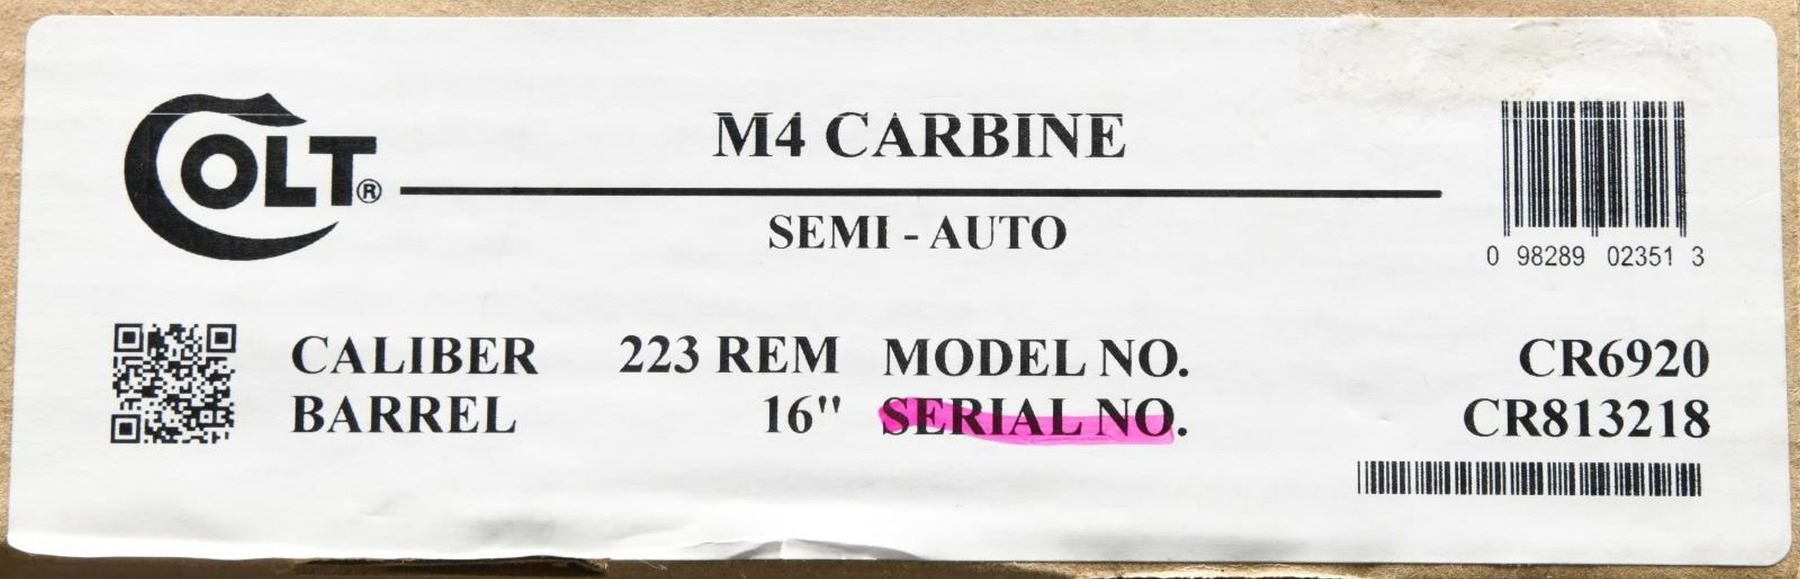 COLT®
M4 CARBINE
SEMI - AUTO
0 98289 02351 3
CALIBER 223 REM MODEL NO. CR6920
BARREL 16" SERIAL NO. CR813218